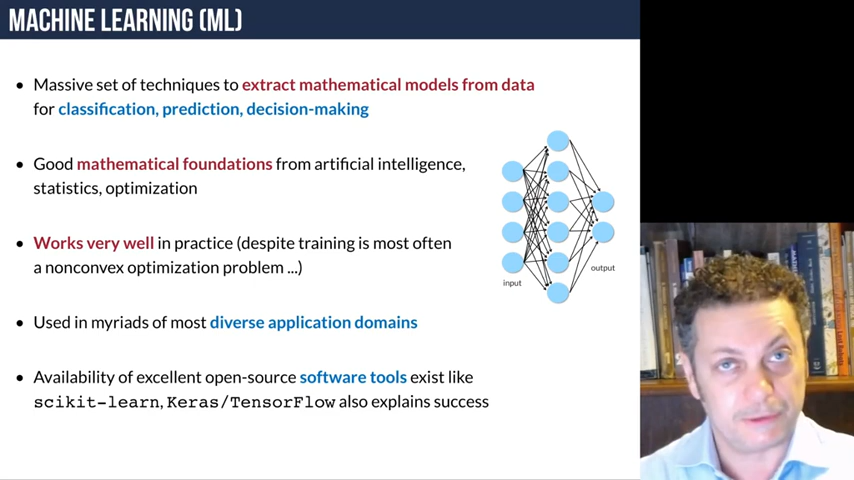 MACHINE LEARNING (ML)
• Massive set of techniques to extract mathematical models from data
for classification, prediction, decision-making
• Good mathematical foundations from artificial intelligence,
statistics, optimization
• Works very well in practice (despite training is most often
a nonconvex optimization problem ...)
input
output
• Used in myriads of most diverse application domains
• Availability of excellent open-source software tools exist like
scikit-learn, Keras/TensorFlow also explains success